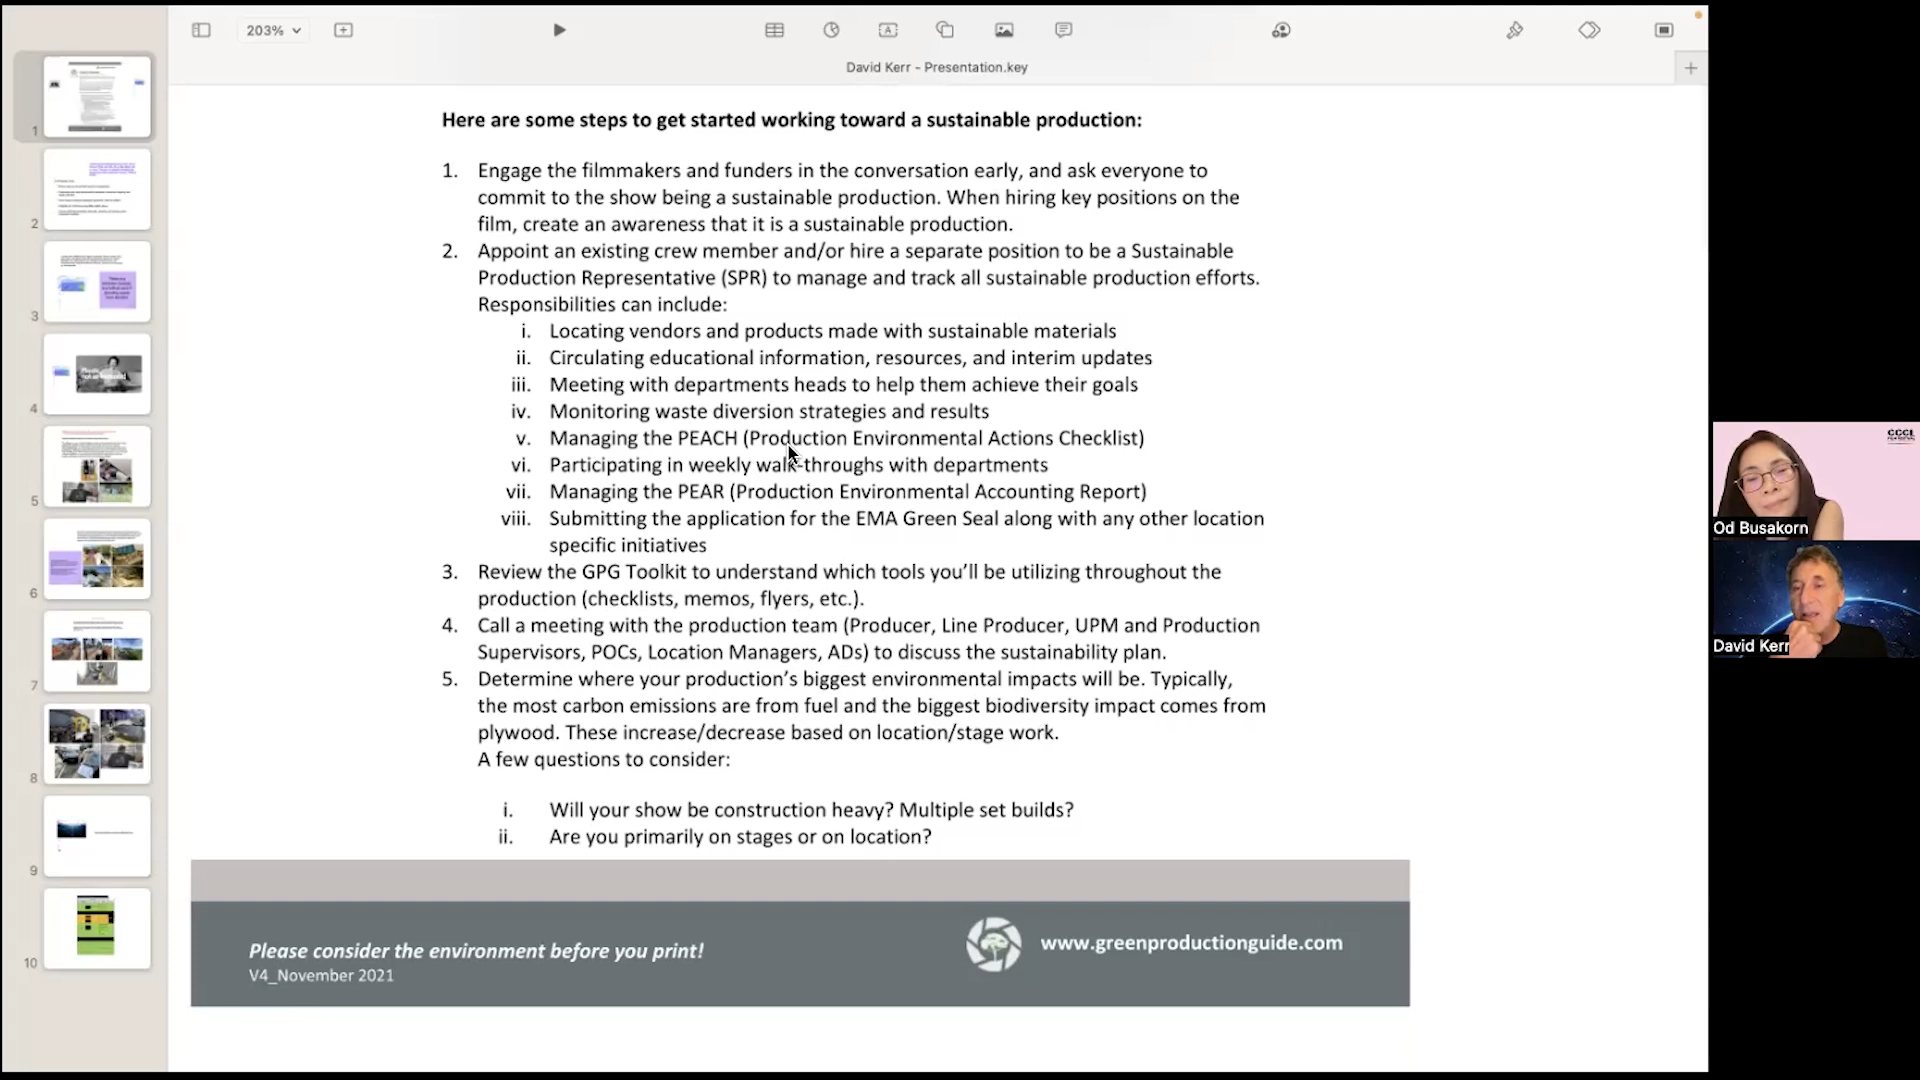 203%
David Kerr - Presentation.key
1
2
3
4
5
6
7
8
9
10
Here are some steps to get started working toward a sustainable production:
1. Engage the filmmakers and funders in the conversation early, and ask everyone to
commit to the show being a sustainable production. When hiring key positions on the
film, create an awareness that it is a sustainable production.
2. Appoint an existing crew member and/or hire a separate position to be a Sustainable
Production Representative (SPR) to manage and track all sustainable production efforts.
Responsibilities can include:
i. Locating vendors and products made with sustainable materials
ii. Circulating educational information, resources, and interim updates
iii. Meeting with departments heads to help them achieve their goals
iv. Monitoring waste diversion strategies and results
v. Managing the PEACH (Production Environmental Actions Checklist)
vi. Participating in weekly walk-throughs with departments
vii. Managing the PEAR (Production Environmental Accounting Report)
viii. Submitting the application for the EMA Green Seal along with any other location
specific initiatives
3. Review the GPG Toolkit to understand which tools you’ll be utilizing throughout the
production (checklists, memos, flyers, etc.).
4. Call a meeting with the production team (Producer, Line Producer, UPM and Production
Supervisors, POCs, Location Managers, ADs) to discuss the sustainability plan.
5. Determine where your production’s biggest environmental impacts will be. Typically,
the most carbon emissions are from fuel and the biggest biodiversity impact comes from
plywood. These increase/decrease based on location/stage work.
A few questions to consider:
i. Will your show be construction heavy? Multiple set builds?
ii. Are you primarily on stages or on location?
Please consider the environment before you print!
V4_November 2021
www.greenproductionguide.com
CCCL
FILM FESTIVAL
Od Busakorn
David Kerr